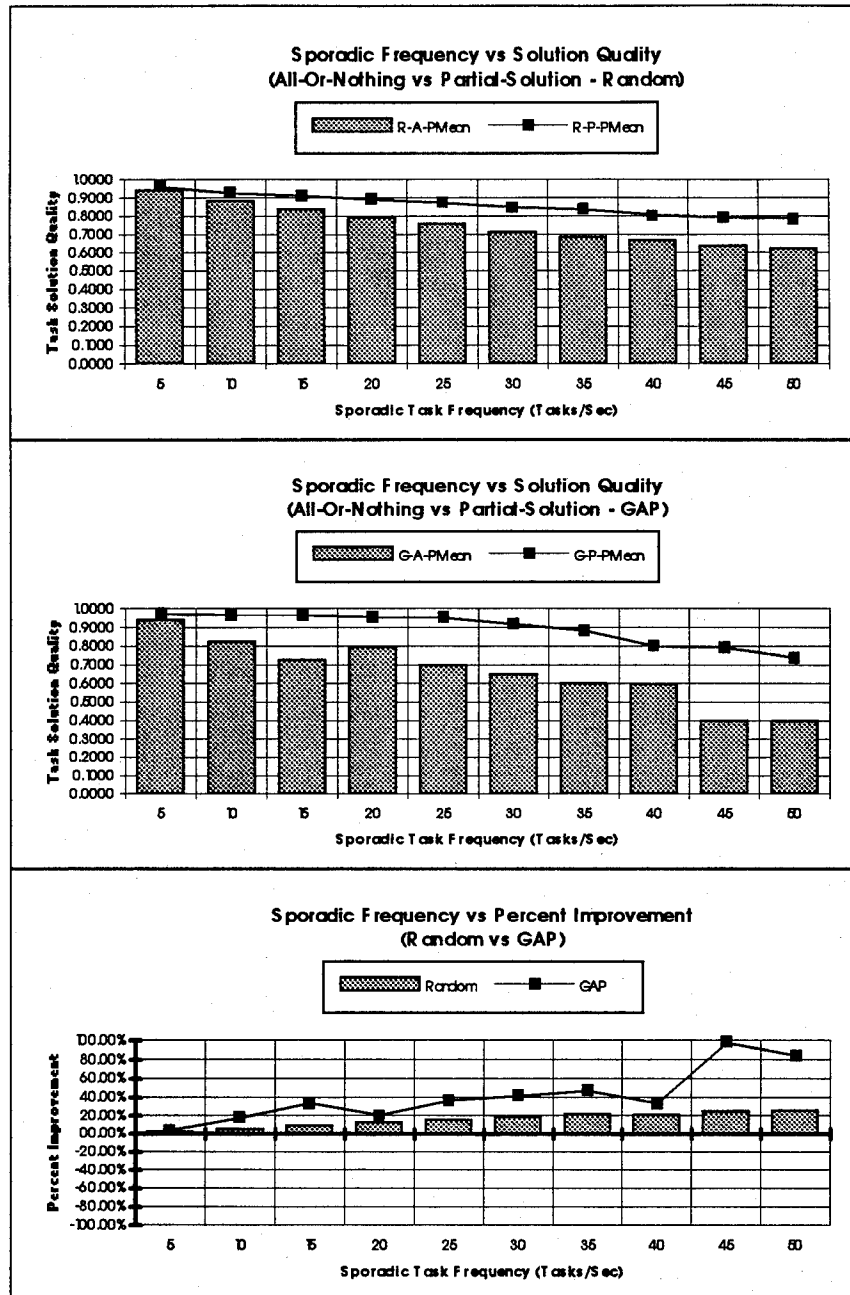 Sporadic Frequency vs Solution Quality
(All-Or-Nothing vs Partial-Solution - Random)
R-A-PMean R-P-PMean
Task Solution Quality
1.0000
0.9000
0.8000
0.7000
0.6000
0.5000
0.4000
0.3000
0.2000
0.1000
0.0000
5 10 15 20 25 30 35 40 45 50
Sporadic Task Frequency (Tasks/Sec)
Sporadic Frequency vs Solution Quality
(All-Or-Nothing vs Partial-Solution - GAP)
G-A-PMean G-P-PMean
Task Solution Quality
1.0000
0.9000
0.8000
0.7000
0.6000
0.5000
0.4000
0.3000
0.2000
0.1000
0.0000
5 10 15 20 25 30 35 40 45 50
Sporadic Task Frequency (Tasks/Sec)
Sporadic Frequency vs Percent Improvement
(Random vs GAP)
Random GAP
Percent Improvement
100.00%
80.00%
60.00%
40.00%
20.00%
00.00%
-20.00%
-40.00%
-60.00%
-80.00%
-100.00%
5 10 15 20 25 30 35 40 45 50
Sporadic Task Frequency (Tasks/Sec)